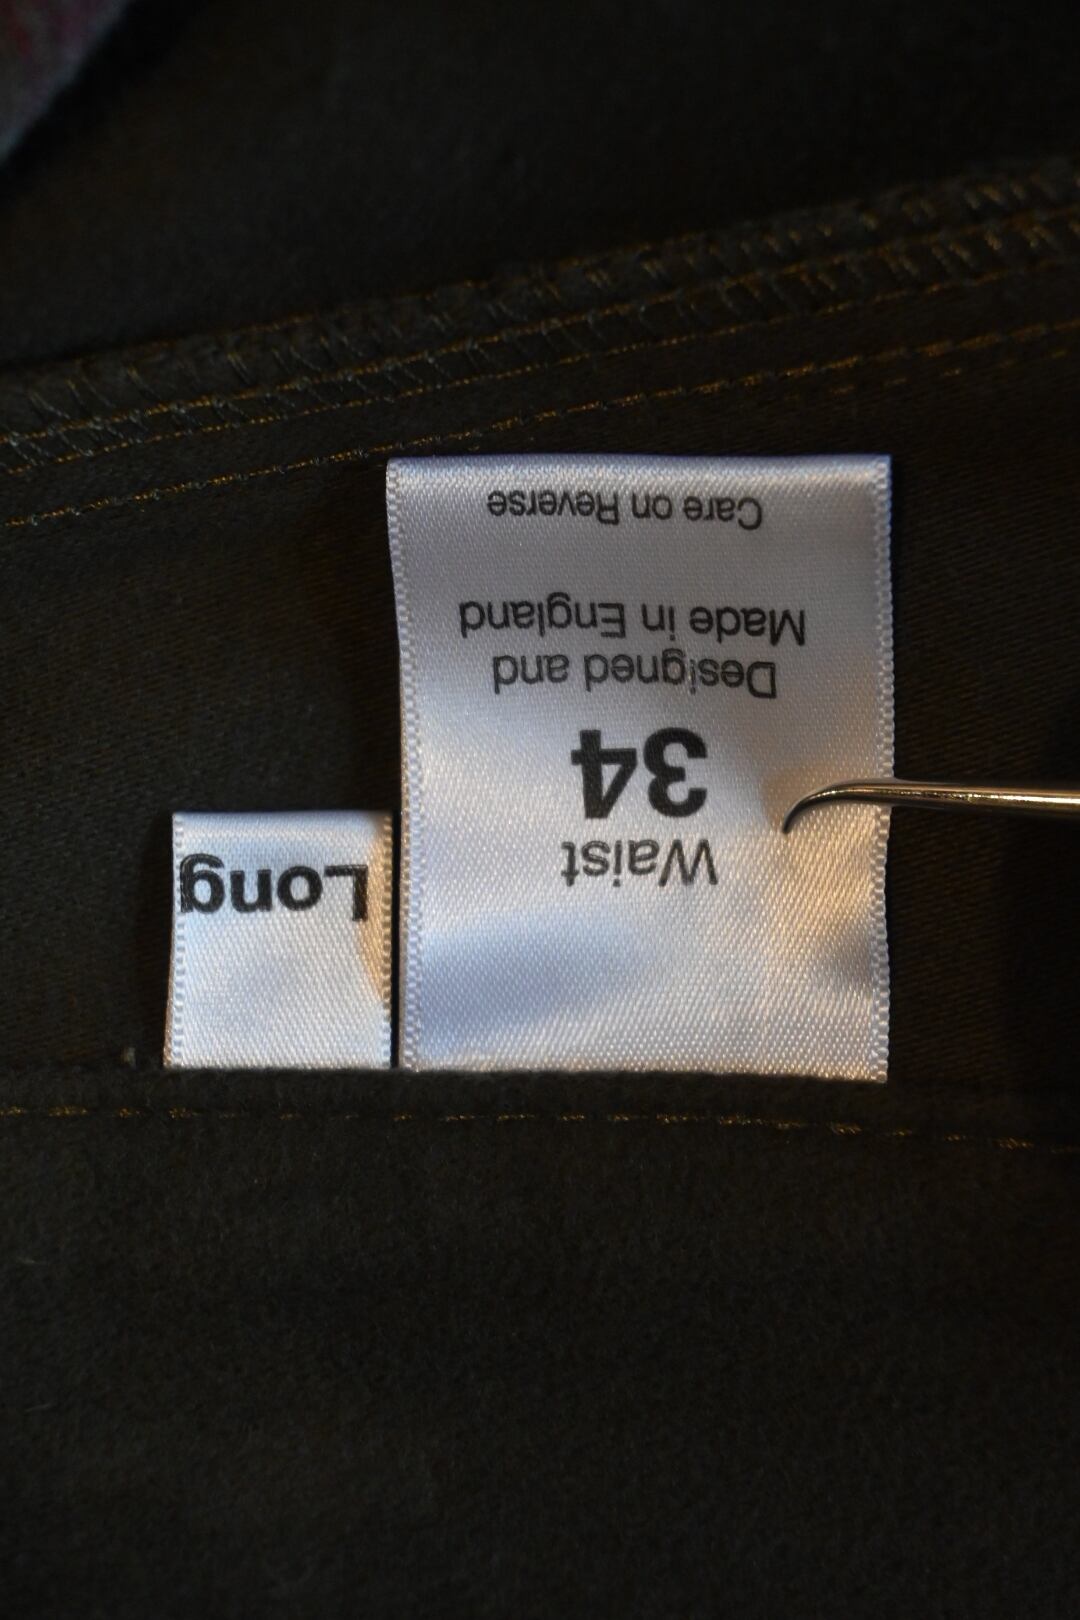 Waist
34
Designed and
Made in England
Care on Reverse
Long